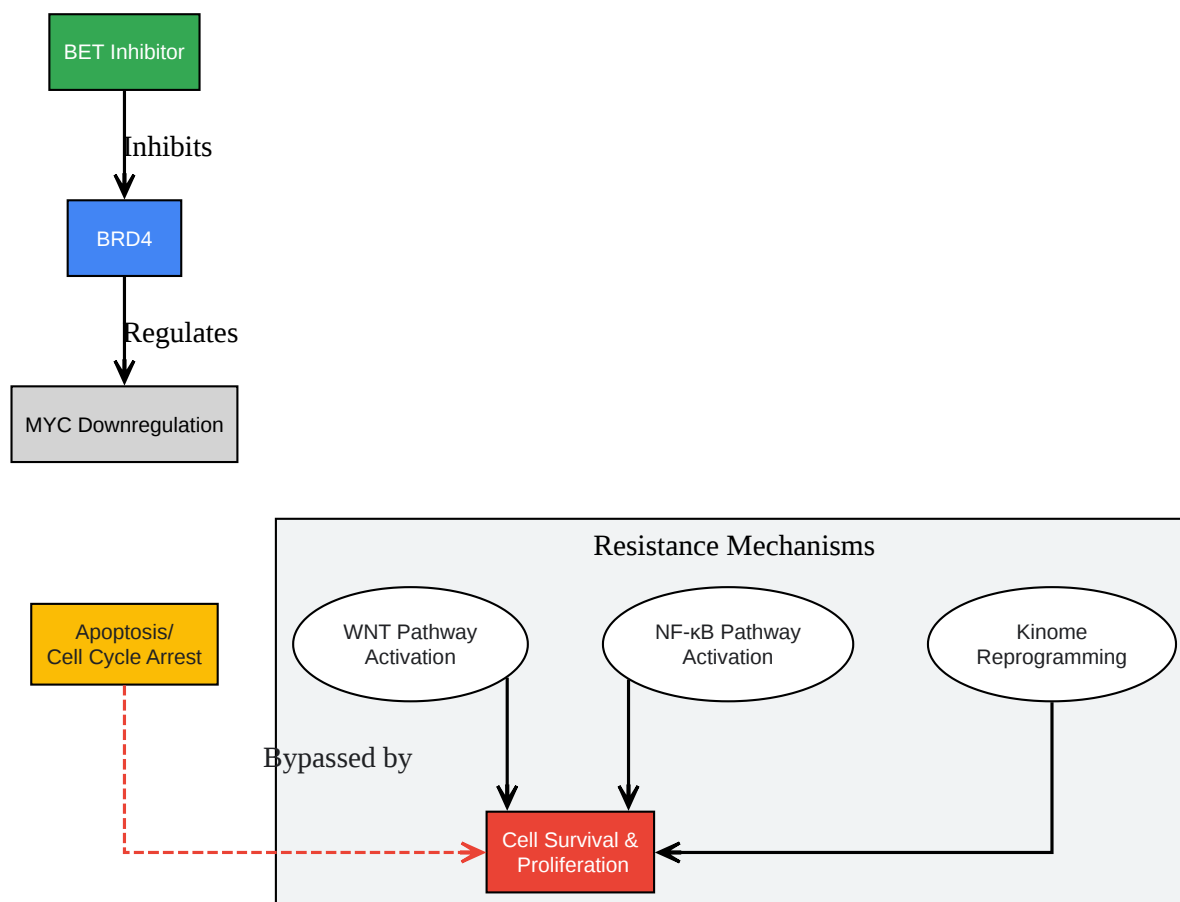 BET Inhibitor
Inhibits
BRD4
Regulates
MYC Downregulation
Resistance Mechanisms
Apoptosis/
Cell Cycle Arrest
WNT Pathway
Activation
NF-κB Pathway
Activation
Kinome
Reprogramming
Bypassed by
Cell Survival &
Proliferation